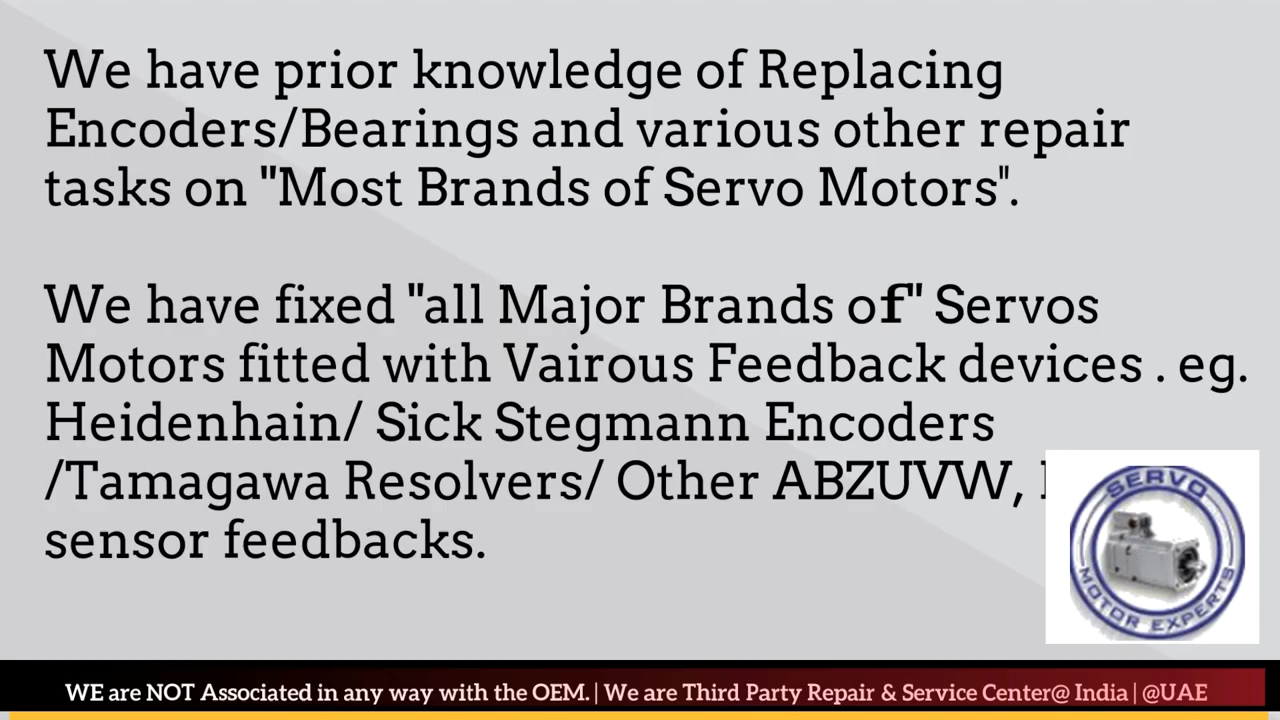 We have prior knowledge of Replacing
Encoders/Bearings and various other repair
tasks on "Most Brands of Servo Motors".
We have fixed "all Major Brands of" Servos
Motors fitted with Vairous Feedback devices . eg.
Heidenhain/ Sick Stegmann Encoders
/Tamagawa Resolvers/ Other ABZUVW,
sensor feedbacks.
SERVO
MOTOR EXPERTS
WE are NOT Associated in any way with the OEM. | We are Third Party Repair & Service Center@ India | @UAE